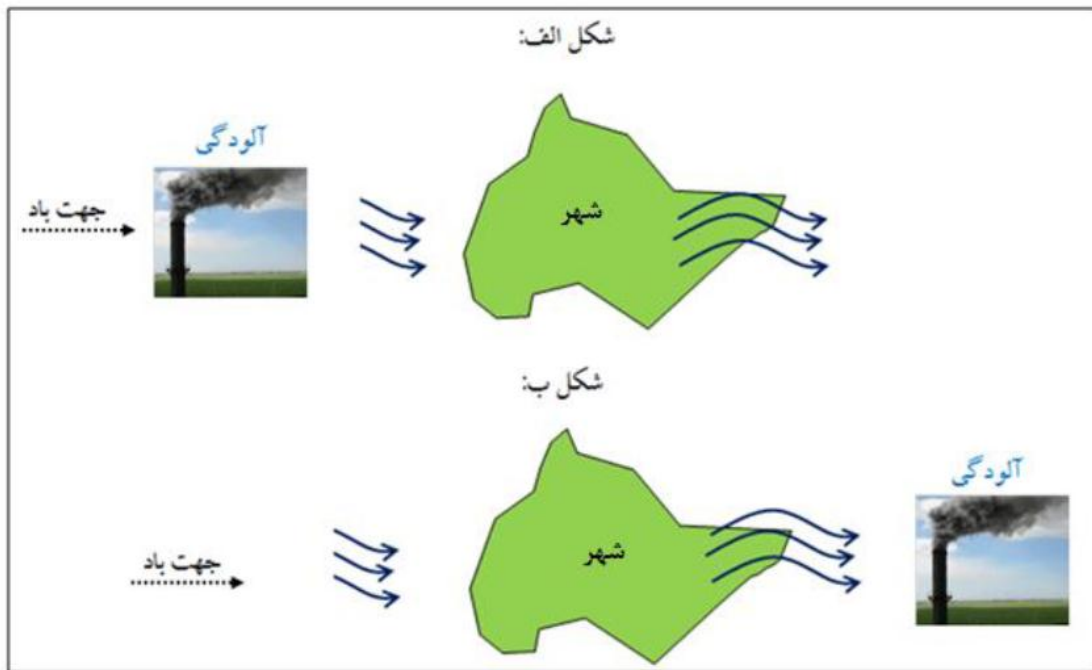 شکل الف:
آلودگی
جهت باد
شهر
شکل ب:
آلودگی
شهر
جهت باد